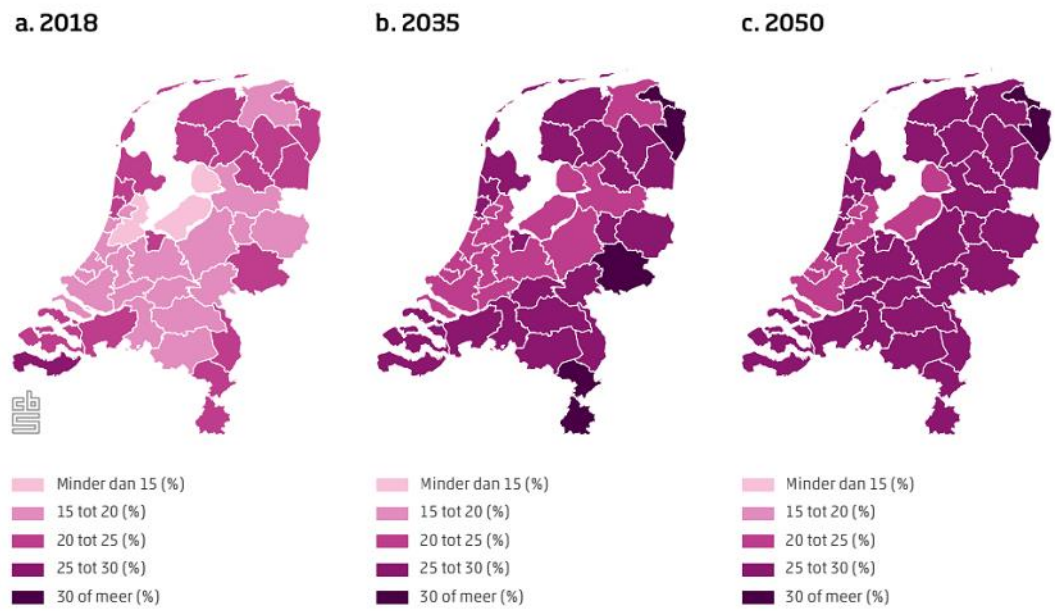 a. 2018
b. 2035
c. 2050
cbs
Minder dan 15 (%)
15 tot 20 (%)
20 tot 25 (%)
25 tot 30 (%)
30 of meer (%)
Minder dan 15 (%)
15 tot 20 (%)
20 tot 25 (%)
25 tot 30 (%)
30 of meer (%)
Minder dan 15 (%)
15 tot 20 (%)
20 tot 25 (%)
25 tot 30 (%)
30 of meer (%)